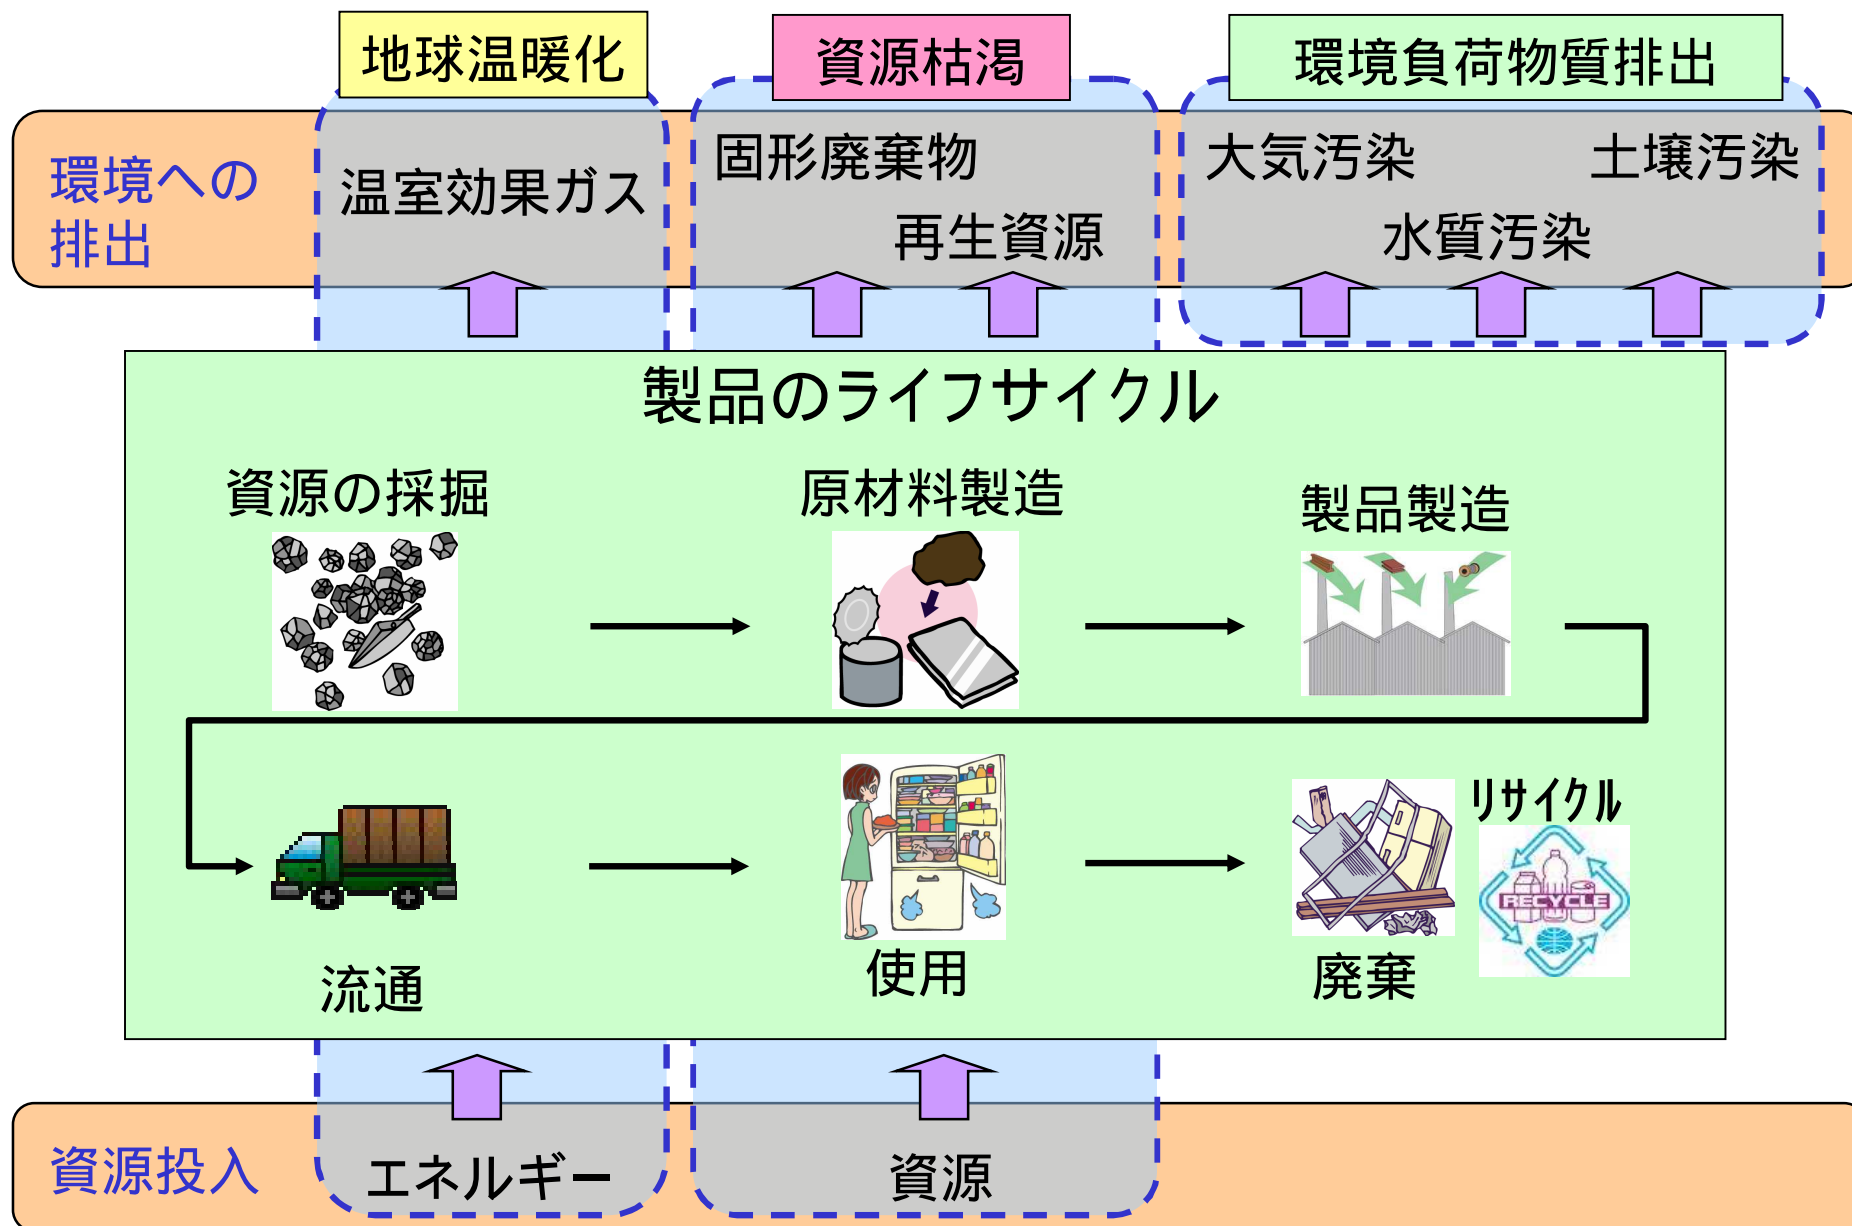 地球温暖化
資源枯渇
環境負荷物質排出
環境への
排出
温室効果ガス
固形廃棄物
再生資源
大気汚染
土壌汚染
水質汚染
製品のライフサイクル
資源の採掘
原材料製造
製品製造
流通
使用
廃棄
リサイクル
RECYCLE
資源投入
エネルギー
資源